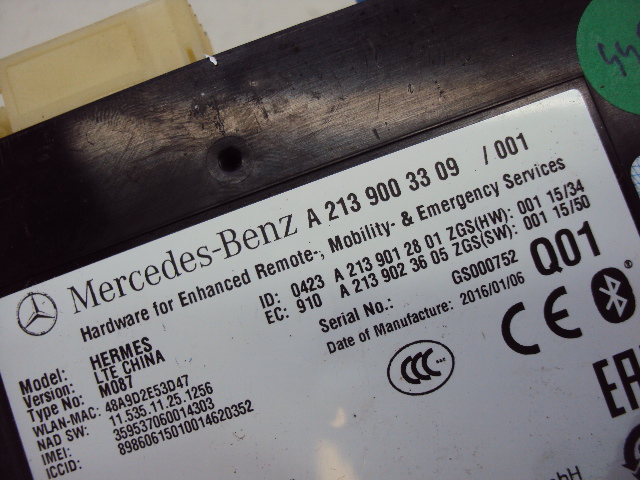 Mercedes-Benz A 213 900 33 09 / 001
Hardware for Enhanced Remote-, Mobility- & Emergency Services
ID: 0423 A 213 901 28 01 ZGS(HW): 001 15/34
EC: 910 A 213 902 36 05 ZGS(SW): 001 15/50
Serial No.: GS000752
Date of Manufacture: 2016/01/06
Q01
Model: HERMES
Version: LTE CHINA
Type No: M087
WLAN-MAC: 48A9D2E53D47
NAD SW: 11.535.11.25.1256
IMEI: 359537060014303
ICCID: 89860615010014620352
CCC
CE